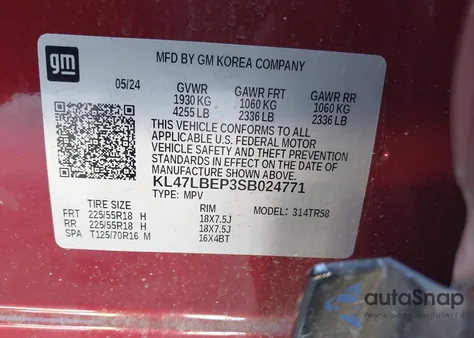 gm
MFD BY GM KOREA COMPANY
05/24 GVWR GAWR FRT GAWR RR
1930 KG 1060 KG 1060 KG
4255 LB 2336 LB 2336 LB
THIS VEHICLE CONFORMS TO ALL
APPLICABLE U.S. FEDERAL MOTOR
VEHICLE SAFETY AND THEFT PREVENTION
STANDARDS IN EFFECT ON THE DATE OF
MANUFACTURE SHOWN ABOVE.
KL47LBEP3SB024771
TYPE: MPV
TIRE SIZE RIM MODEL: 314TR58
FRT 225/55R18 H 18X7.5J
RR 225/55R18 H 18X7.5J
SPA T125/70R16 M 16X4BT
autoSnap